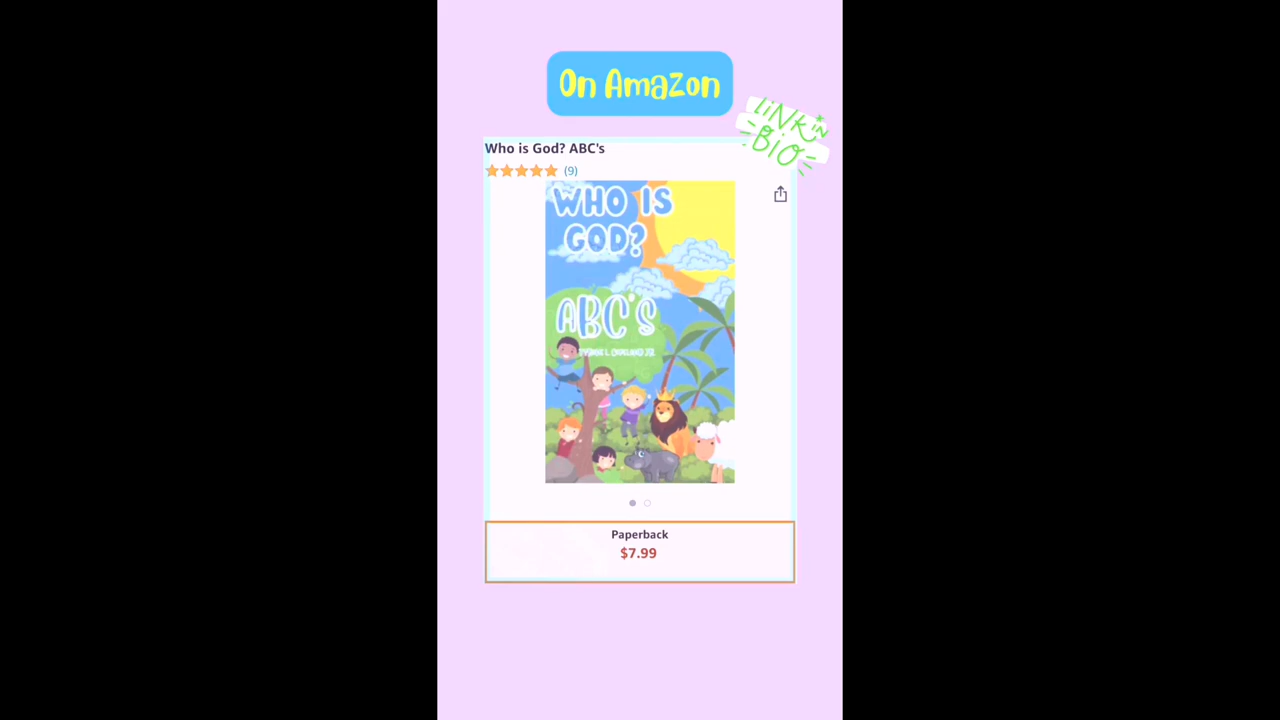 On Amazon
LiNK iN
BiO
Who is God? ABC's
(9)
WHO IS
GOD?
ABC'S
Paperback
$7.99